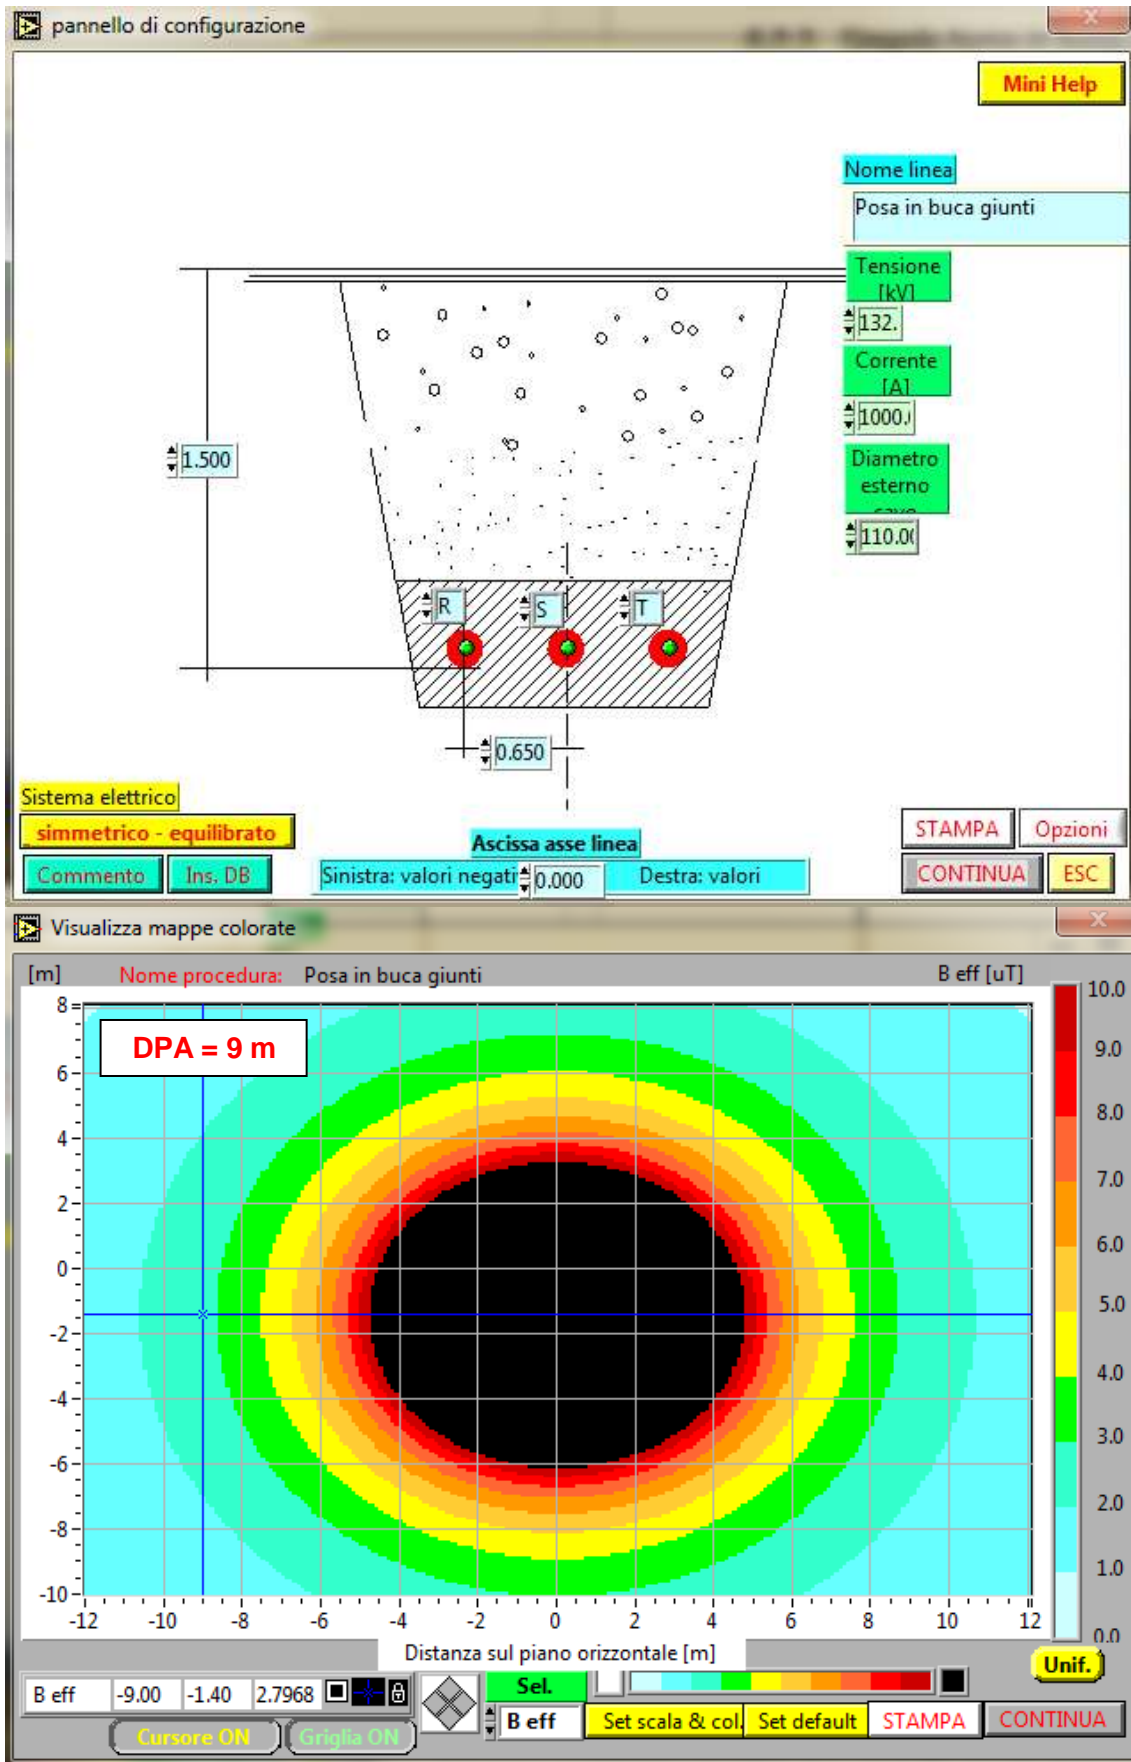 pannello di configurazione
Mini Help
Nome linea
Posa in buca giunti
Tensione
[kV]
132.
Corrente
[A]
1000.
1.500
Diametro
esterno
110.0
R
S
T
0.650
Sistema elettrico
simmetrico - equilibrato
Ascissa asse linea
STAMPA
Opzioni
Commento
Ins. DB
Sinistra: valori negati
0.000
Destra: valori
CONTINUA
ESC
Visualizza mappe colorate
[m]
Nome procedura: Posa in buca giunti
B eff [uT]
DPA = 9 m
8
6
4
2
0
-2
-4
-6
-8
-10
-12 -10 -8 -6 -4 -2 0 2 4 6 8 10 12
10.0
9.0
8.0
7.0
6.0
5.0
4.0
3.0
2.0
1.0
0.0
Distanza sul piano orizzontale [m]
Unif.
B eff -9.00 -1.40 2.7968
Sel.
B eff
Set scala & col.
Set default
STAMPA
CONTINUA
Cursore ON
Griglia ON